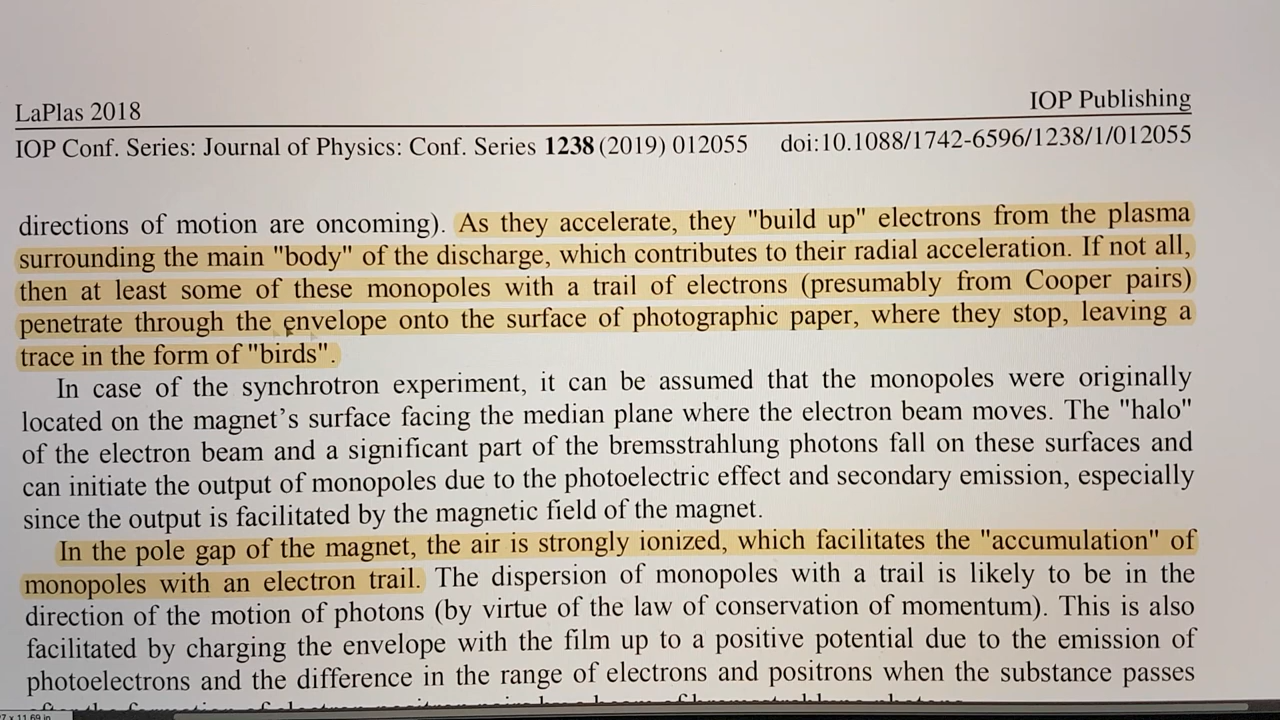 LaPlas 2018
IOP Publishing
IOP Conf. Series: Journal of Physics: Conf. Series 1238 (2019) 012055 doi:10.1088/1742-6596/1238/1/012055
directions of motion are oncoming). As they accelerate, they "build up" electrons from the plasma
surrounding the main "body" of the discharge, which contributes to their radial acceleration. If not all,
then at least some of these monopoles with a trail of electrons (presumably from Cooper pairs)
penetrate through the envelope onto the surface of photographic paper, where they stop, leaving a
trace in the form of "birds".
In case of the synchrotron experiment, it can be assumed that the monopoles were originally
located on the magnet's surface facing the median plane where the electron beam moves. The "halo"
of the electron beam and a significant part of the bremsstrahlung photons fall on these surfaces and
can initiate the output of monopoles due to the photoelectric effect and secondary emission, especially
since the output is facilitated by the magnetic field of the magnet.
In the pole gap of the magnet, the air is strongly ionized, which facilitates the "accumulation" of
monopoles with an electron trail. The dispersion of monopoles with a trail is likely to be in the
direction of the motion of photons (by virtue of the law of conservation of momentum). This is also
facilitated by charging the envelope with the film up to a positive potential due to the emission of
photoelectrons and the difference in the range of electrons and positrons when the substance passes
x 11.69 in